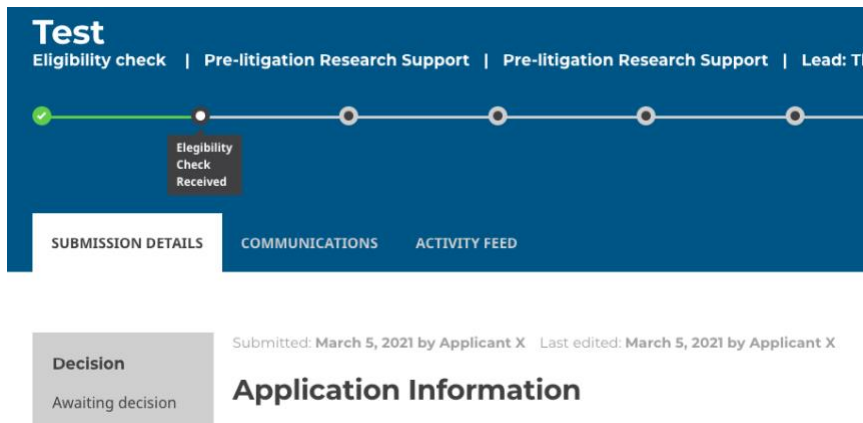 Test
Eligibility check | Pre-litigation Research Support | Pre-litigation Research Support | Lead:
Elegibility
Check
Received
SUBMISSION DETAILS COMMUNICATIONS ACTIVITY FEED
Submitted: March 5, 2021 by Applicant X Last edited: March 5, 2021 by Applicant X
Decision
Application Information
Awaiting decision